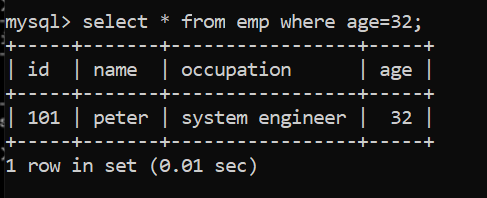 mysql> select * from emp where age=32;
+-----+-------+-----------------+-----+
| id  | name  | occupation      | age |
+-----+-------+-----------------+-----+
| 101 | peter | system engineer |  32 |
+-----+-------+-----------------+-----+
1 row in set (0.01 sec)